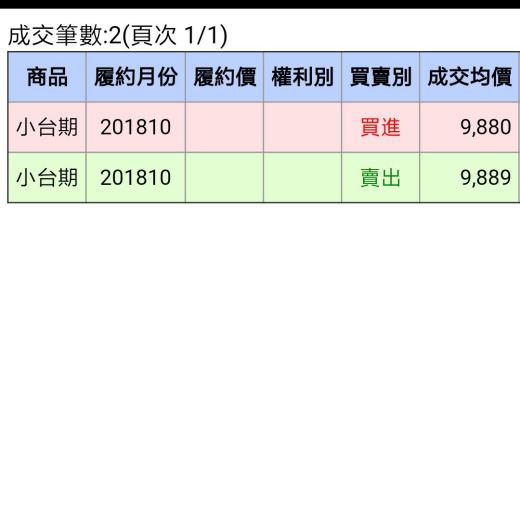 成交筆數:2(頁次 1/1)
商品 履約月份 履約價 權利別 買賣別 成交均價
小台期 201810 買進 9,880
小台期 201810 賣出 9,889